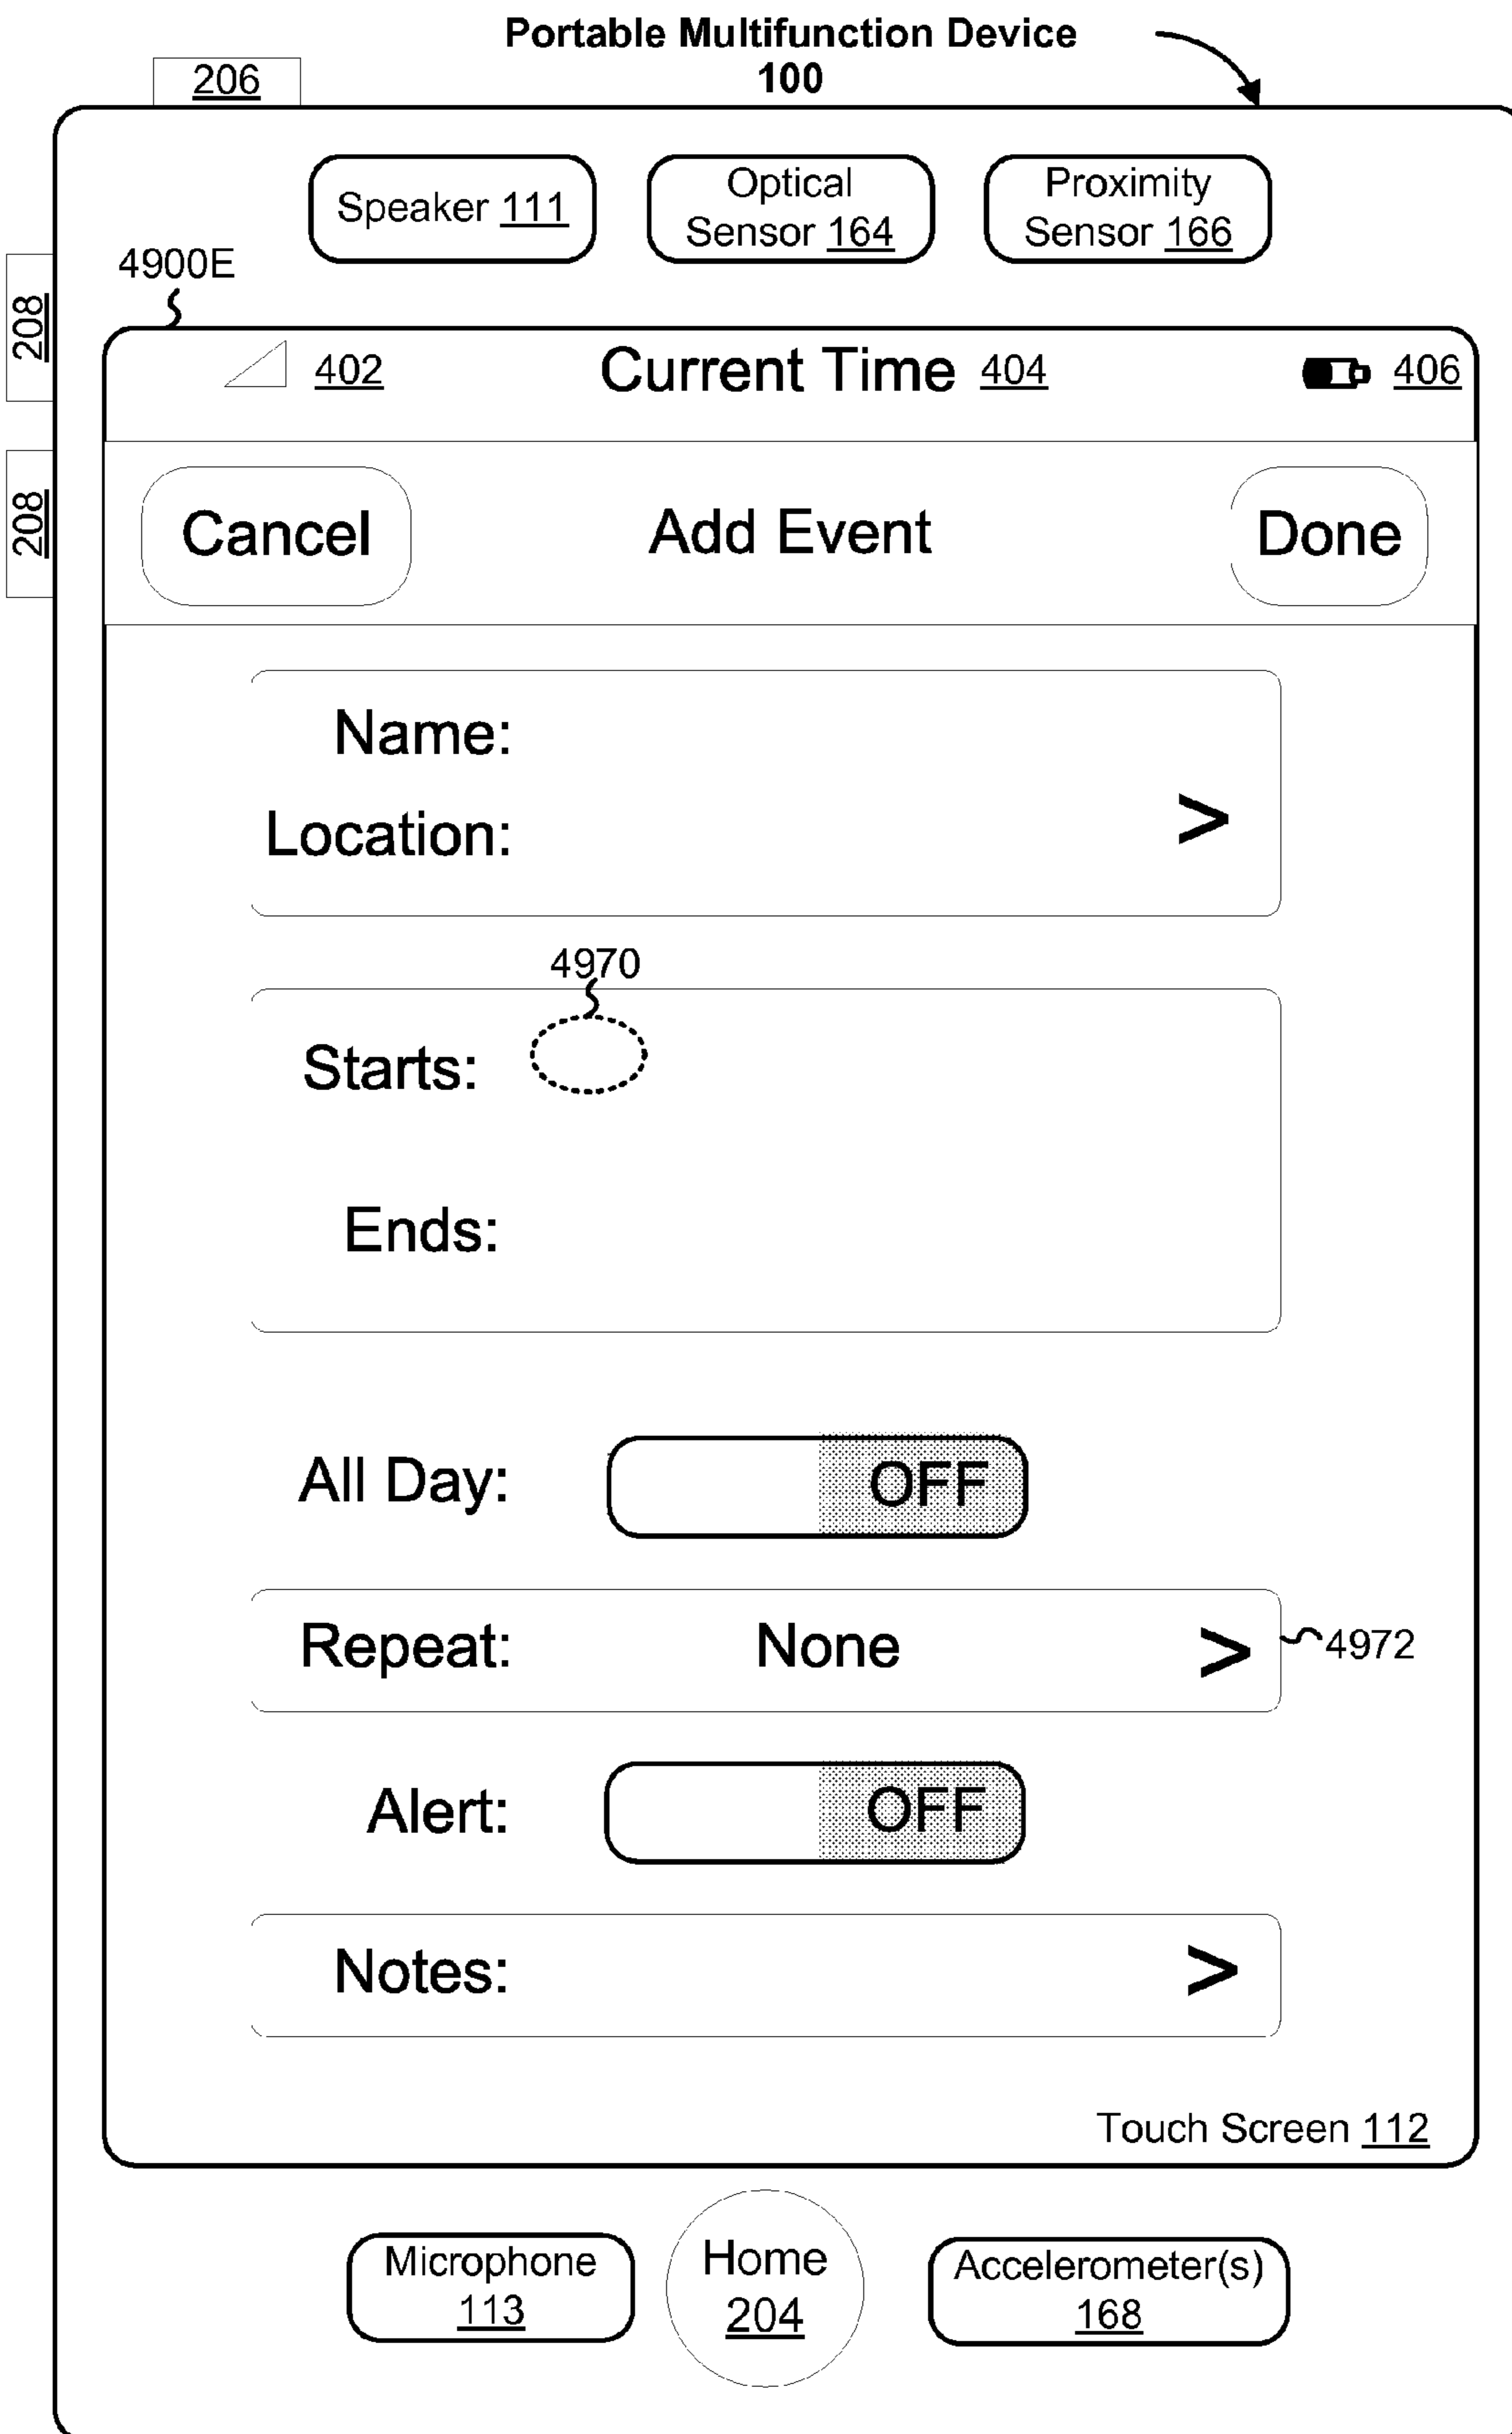 Portable Multifunction Device
100
206
Speaker 111
Optical
Sensor 164
Proximity
Sensor 166
4900E
208
208
402
Current Time 404
406
Cancel
Add Event
Done
Name:
Location:
>
4970
Starts:
Ends:
All Day: OFF
Repeat: None >
4972
Alert: OFF
Notes: >
Touch Screen 112
Microphone
113
Home
204
Accelerometer(s)
168